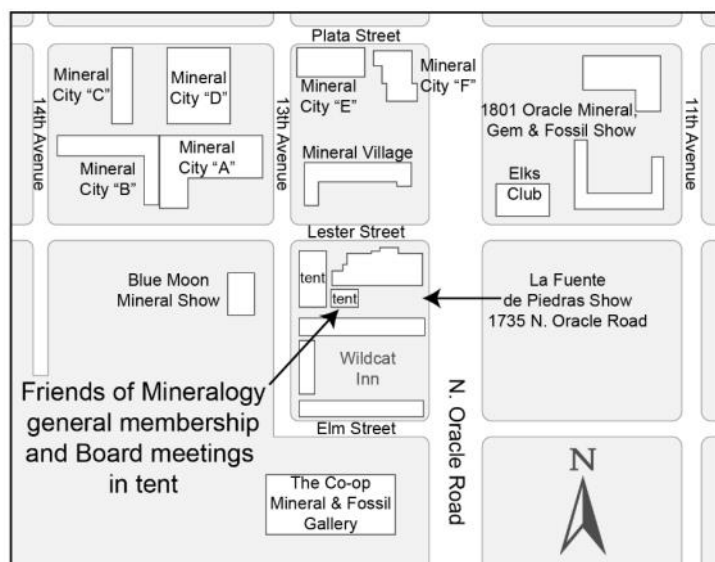 Plata Street
Mineral
City "C"
Mineral
City "D"
Mineral
City "E"
Mineral
City "F"
1801 Oracle Mineral,
Gem & Fossil Show
14th Avenue
13th Avenue
11th Avenue
Mineral
City "A"
Mineral
City "B"
Mineral Village
Elks
Club
Lester Street
tent
tent
Blue Moon
Mineral Show
La Fuente
de Piedras Show
1735 N. Oracle Road
Wildcat
Inn
Friends of Mineralogy
general membership
and Board meetings
in tent
Elm Street
N. Oracle Road
The Co-op
Mineral & Fossil
Gallery
N